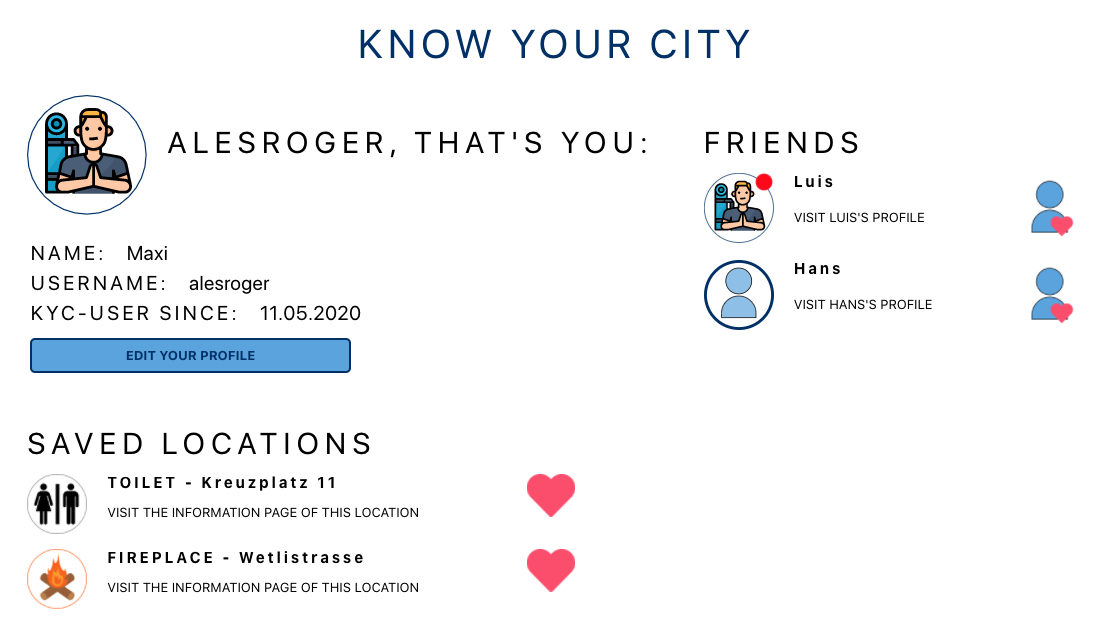 KNOW YOUR CITY
ALESROGER, THAT'S YOU:
NAME: Maxi
USERNAME: alesroger
KYC-USER SINCE: 11.05.2020
EDIT YOUR PROFILE
FRIENDS
Luis
VISIT LUIS'S PROFILE
Hans
VISIT HANS'S PROFILE
SAVED LOCATIONS
TOILET - Kreuzplatz 11
VISIT THE INFORMATION PAGE OF THIS LOCATION
FIREPLACE - Wetlistrasse
VISIT THE INFORMATION PAGE OF THIS LOCATION